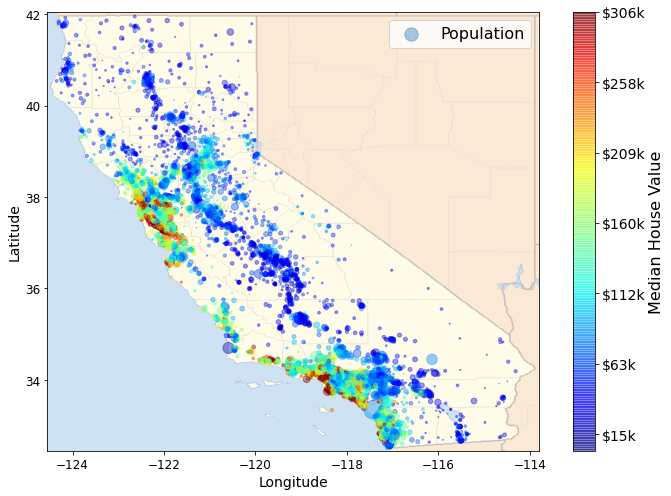 Population
42
40
38
36
34
Latitude
−124
−122
−120
−118
−116
−114
Longitude
$306k
$258k
$209k
$160k
$112k
$63k
$15k
Median House Value